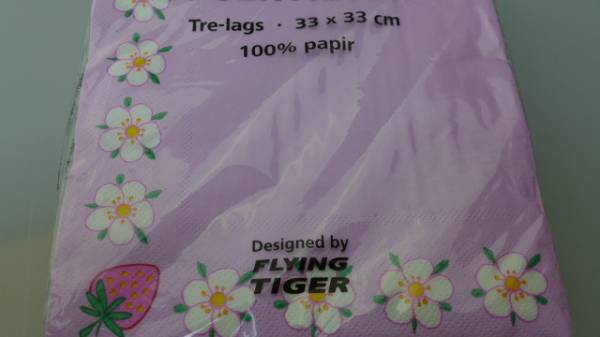 Tre-lags · 33 x 33 cm
100% papir
Designed by
FLYING
TIGER